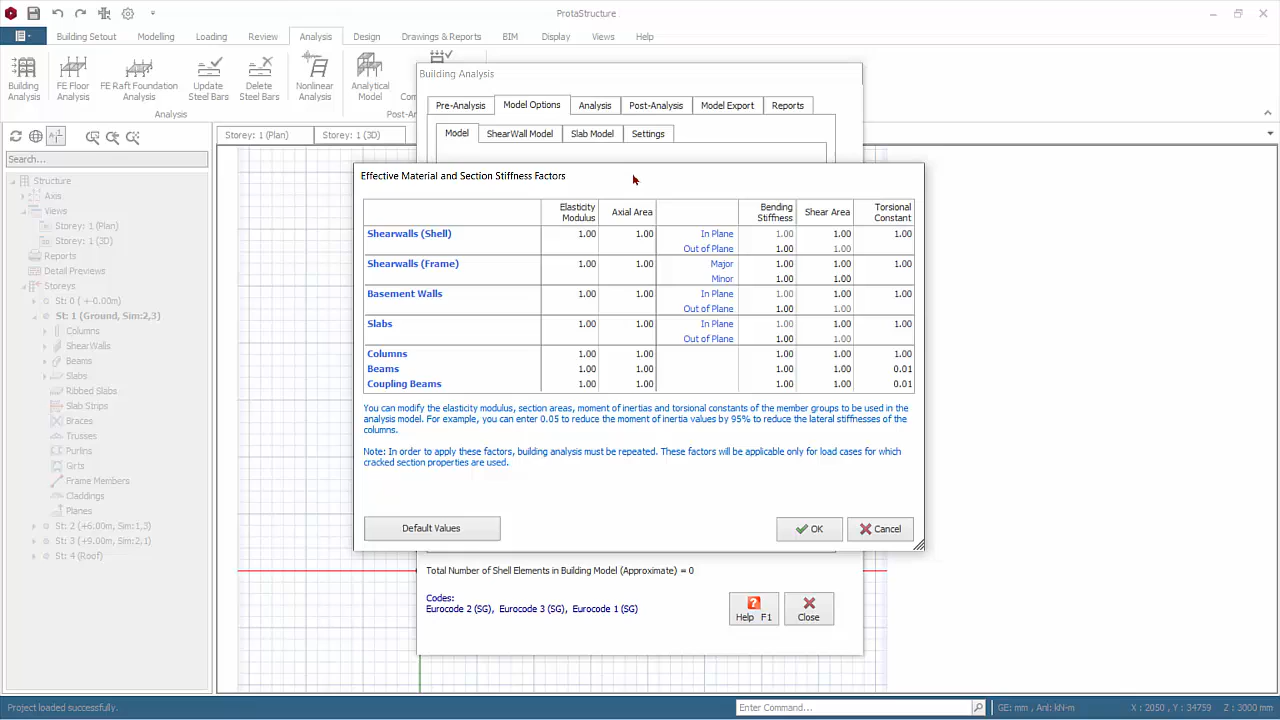 ProtaStructure
Building Setout Modelling Loading Review Analysis Design Drawings & Reports BIM Display Views Help
Building Analysis
FE Floor Analysis
FE Raft Foundation Analysis
Update Steel Bars
Delete Steel Bars
Nonlinear Analysis
Analytical Model
Analysis
Post-A
Storey: 1 (Plan) Storey: 1 (3D)
Search...
Structure
Axis
Views
Storey: 1 (Plan)
Storey: 1 (3D)
Reports
Detail Previews
Storeys
St: 0 ( +-0.00m)
St: 1 (Ground, Sim:2,3)
Columns
ShearWalls
Beams
Slabs
Ribbed Slabs
Slab Strips
Braces
Trusses
Purlins
Girts
Frame Members
Claddings
Planes
St: 2 (+6.00m, Sim:1,3)
St: 3 (+9.00m, Sim:2,1)
St: 4 (Roof)
Building Analysis
Pre-Analysis Model Options Analysis Post-Analysis Model Export Reports
Model ShearWall Model Slab Model Settings
Effective Material and Section Stiffness Factors
Elasticity Modulus Axial Area Bending Stiffness Shear Area Torsional Constant
Shearwalls (Shell) 1.00 1.00 In Plane 1.00 1.00 1.00
Out of Plane 1.00 1.00
Shearwalls (Frame) 1.00 1.00 Major 1.00 1.00 1.00
Minor 1.00 1.00
Basement Walls 1.00 1.00 In Plane 1.00 1.00 1.00
Out of Plane 1.00 1.00
Slabs 1.00 1.00 In Plane 1.00 1.00 1.00
Out of Plane 1.00 1.00
Columns 1.00 1.00 1.00 1.00 1.00
Beams 1.00 1.00 1.00 1.00 0.01
Coupling Beams 1.00 1.00 1.00 1.00 0.01
You can modify the elasticity modulus, section areas, moment of inertias and torsional constants of the member groups to be used in the
analysis model. For example, you can enter 0.05 to reduce the moment of inertia values by 95% to reduce the lateral stiffnesses of the
columns.
Note: In order to apply these factors, building analysis must be repeated. These factors will be applicable only for load cases for which
cracked section properties are used.
Default Values OK Cancel
Total Number of Shell Elements in Building Model (Approximate) = 0
Codes:
Eurocode 2 (SG), Eurocode 3 (SG), Eurocode 1 (SG)
Help F1 Close
Project loaded successfully. Enter Command... GE: mm , Anl: kN-m X : 2050 , Y : 34759 Z : 3000 mm